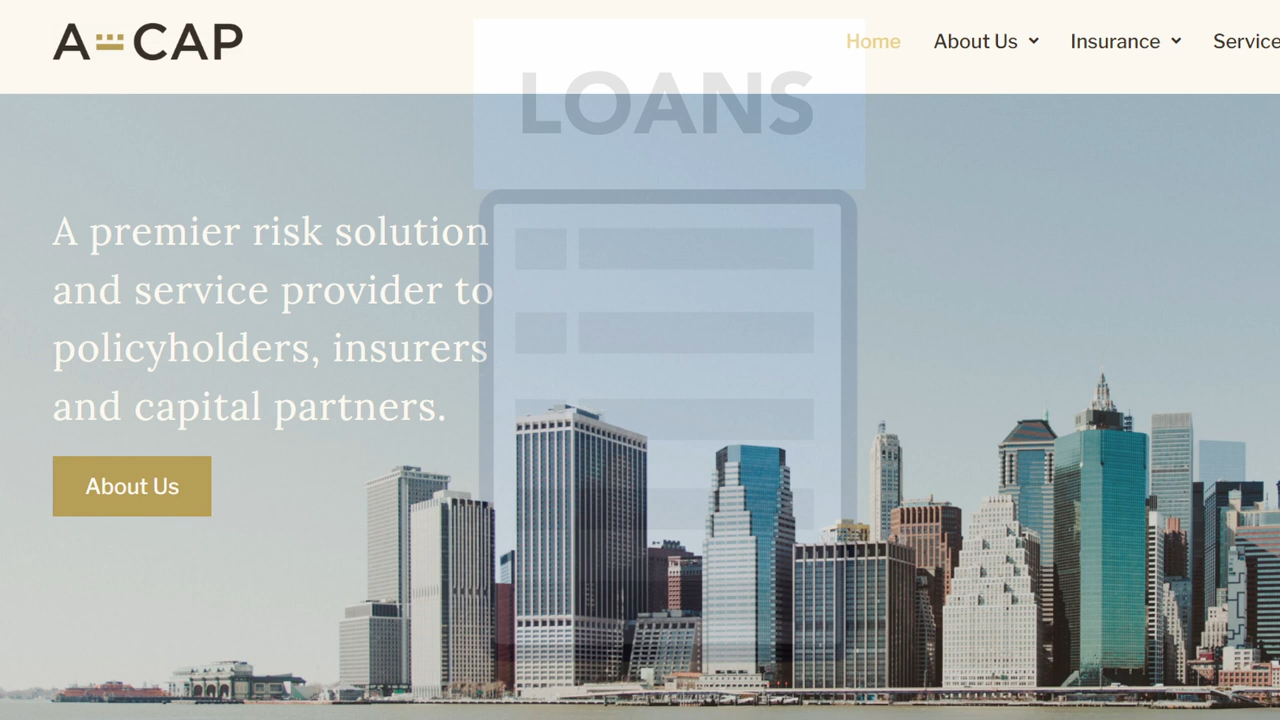 A CAP
Home About Us Insurance Service
LOANS
A premier risk solution
and service provider to
policyholders, insurers
and capital partners.
About Us